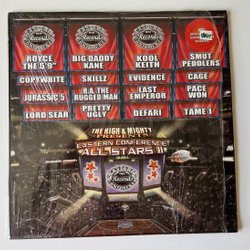 ROYCE THE 5'9"
BIG DADDY KANE
KOOL KEITH
SMUT PEDDLERS
COPYWRITE
SKILLZ
EVIDENCE
CAGE
JURASSIC 5
R.A. THE RUGGED MAN
LAST EMPEROR
PACE WON
LORD SEAR
PRETTY UGLY
DEFARI
TAME 1
THE HIGH & MIGHTY
PRESENTS
EASTERN CONFERENCE
ALL STARS II